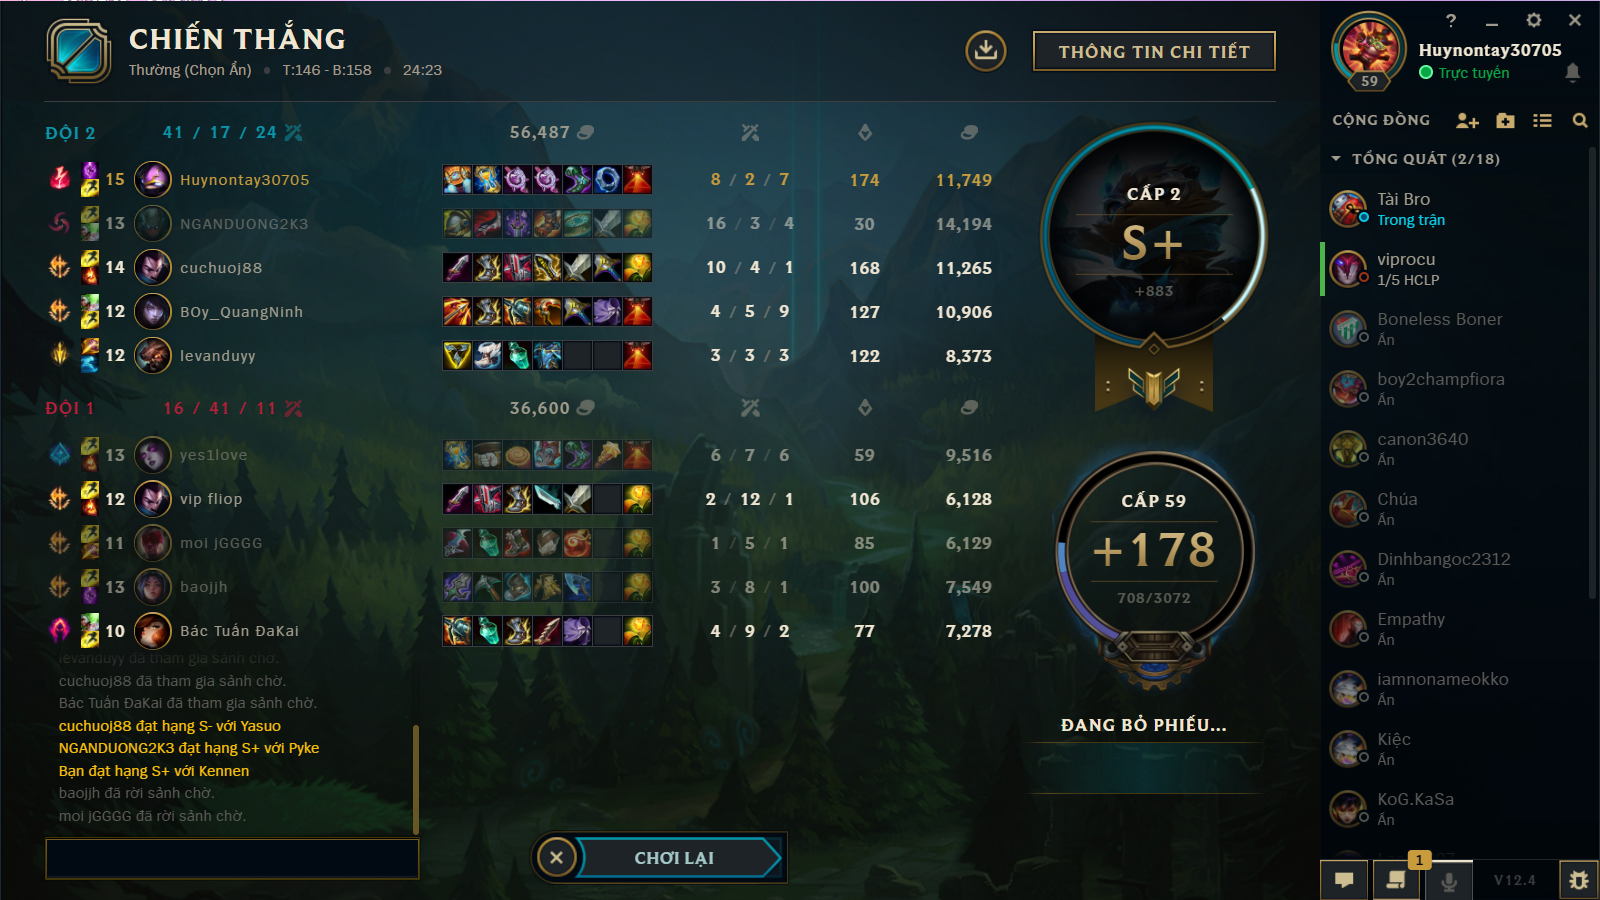 CHIẾN THẮNG
Thường (Chọn Ẩn) • T:146 - B:158 • 24:23
THÔNG TIN CHI TIẾT
ĐỘI 2 41 / 17 / 24 56,487
15 Huynontay30705 8 / 2 / 7 174 11,749
13 NGANDUONG2K3 16 / 3 / 4 30 14,194
14 cuchuoj88 10 / 4 / 1 168 11,265
12 BOy_QuangNinh 4 / 5 / 9 127 10,906
12 levanduyy 3 / 3 / 3 122 8,373
ĐỘI 1 16 / 41 / 11 36,600
13 yes1love 6 / 7 / 6 59 9,516
12 vip fliop 2 / 12 / 1 106 6,128
11 moi jGGGG 1 / 5 / 1 85 6,129
13 baojjh 3 / 8 / 1 100 7,549
10 Bác Tuấn ĐaKai 4 / 9 / 2 77 7,278
levanduyy đã tham gia sảnh chờ.
cuchuoj88 đã tham gia sảnh chờ.
Bác Tuấn ĐaKai đã tham gia sảnh chờ.
cuchuoj88 đạt hạng S- với Yasuo
NGANDUONG2K3 đạt hạng S+ với Pyke
Bạn đạt hạng S+ với Kennen
baojjh đã rời sảnh chờ.
moi jGGGG đã rời sảnh chờ.
CHƠI LẠI
CẤP 2
S+
+883
CẤP 59
+178
708/3072
ĐANG BỎ PHIẾU...
?
59
Huynontay30705
Trực tuyến
CỘNG ĐỒNG
TỔNG QUÁT (2/18)
Tài Bro
Trong trận
viprocu
1/5 HCLP
Boneless Boner
Ẩn
boy2champfiora
Ẩn
canon3640
Ẩn
Chúa
Ẩn
Dinhbangoc2312
Ẩn
Empathy
Ẩn
iamnonameokko
Ẩn
Kiệc
Ẩn
KoG.KaSa
Ẩn
1
V12.4